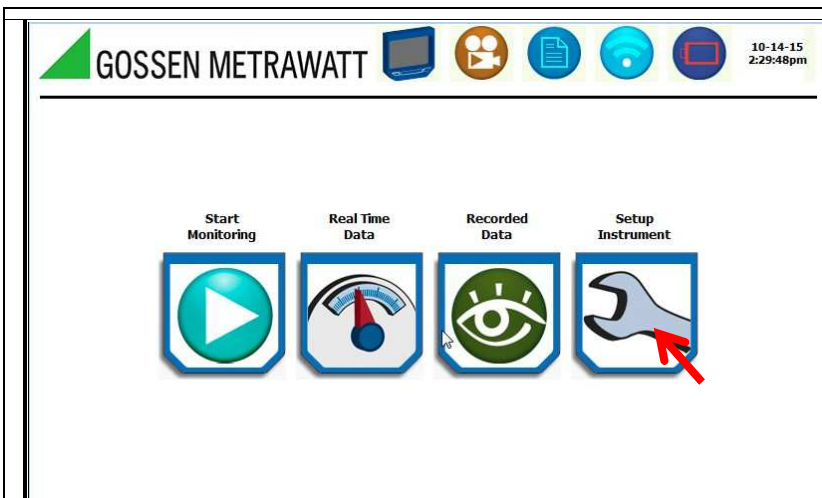 GOSSEN METRAWATT
10-14-15
2:29:48pm
Start
Monitoring
Real Time
Data
Recorded
Data
Setup
Instrument